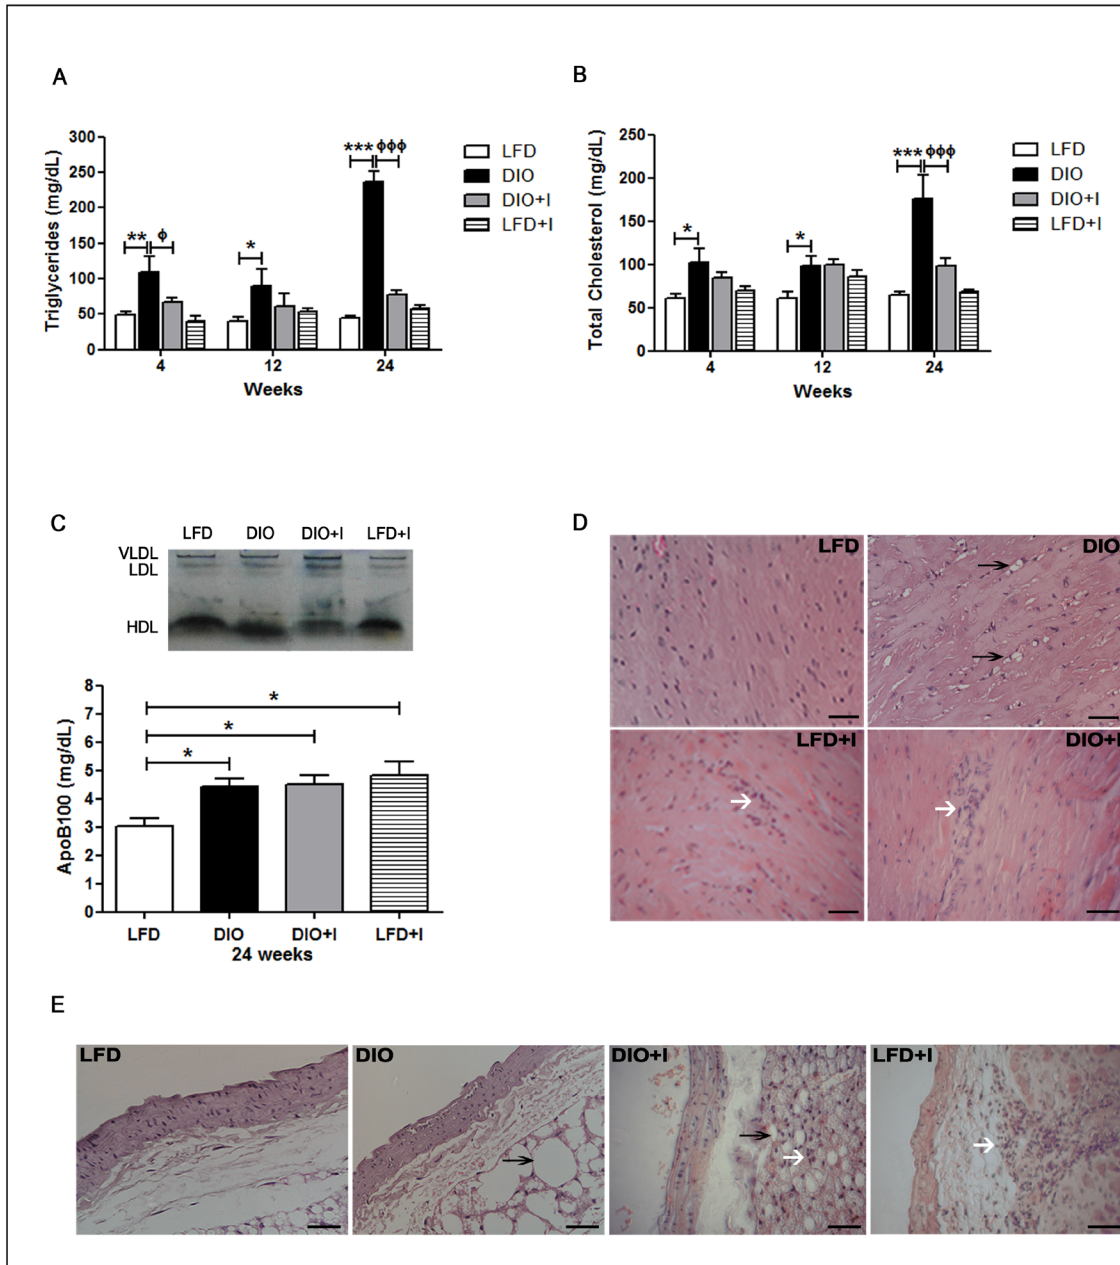 A
Triglycerides (mg/dL)
300
250
200
150
100
50
0
** ϕ
*
*** ϕϕϕ
4 12 24
Weeks
LFD
DIO
DIO+I
LFD+I
B
Total Cholesterol (mg/dL)
250
200
150
100
50
0
*
*
*** ϕϕϕ
4 12 24
Weeks
LFD
DIO
DIO+I
LFD+I
C
LFD DIO DIO+I LFD+I
VLDL
LDL
HDL
ApoB100 (mg/dL)
8
7
6
5
4
3
2
1
0
*
*
*
LFD DIO DIO+I LFD+I
24 weeks
D
LFD
DIO
LFD+I
DIO+I
E
LFD
DIO
DIO+I
LFD+I